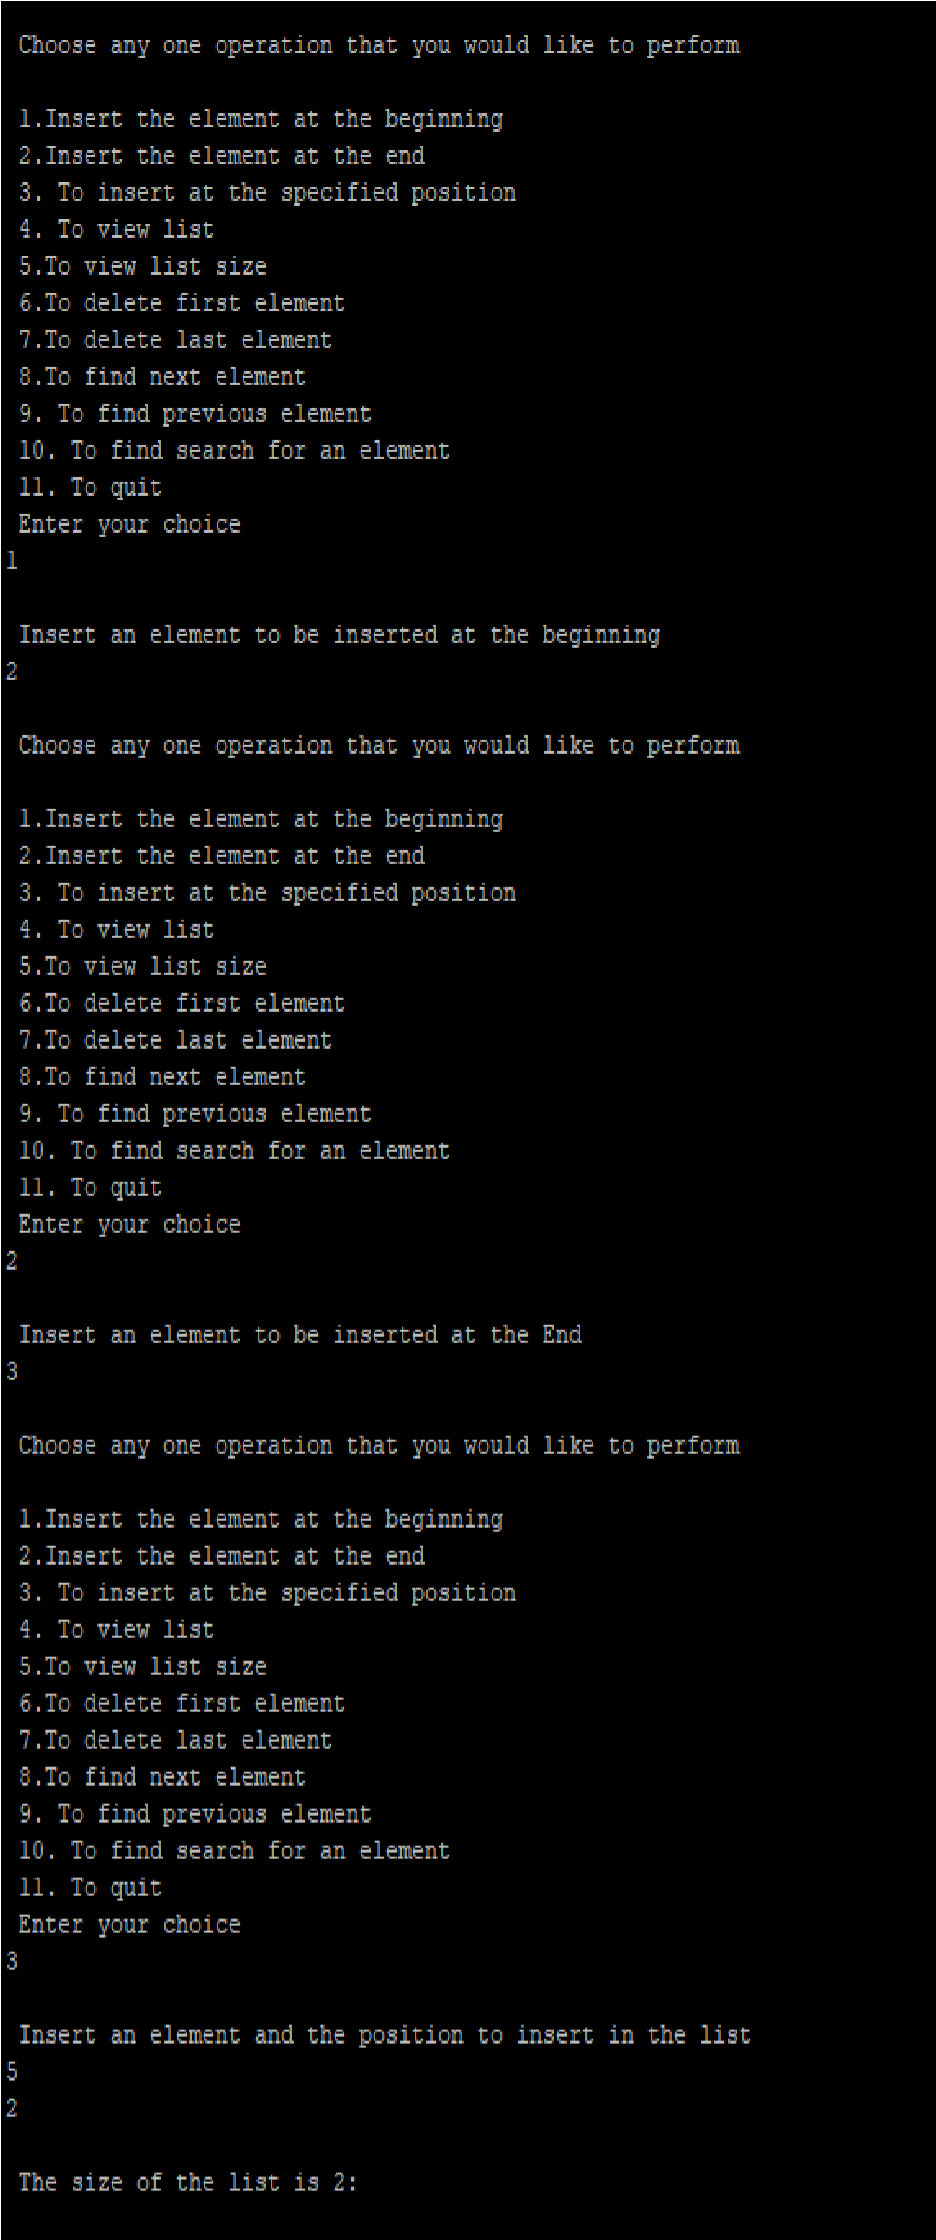 Choose any one operation that you would like to perform
1.Insert the element at the beginning
2.Insert the element at the end
3. To insert at the specified position
4. To view list
5.To view list size
6.To delete first element
7.To delete last element
8.To find next element
9. To find previous element
10. To find search for an element
11. To quit
Enter your choice
1
Insert an element to be inserted at the beginning
2
Choose any one operation that you would like to perform
1.Insert the element at the beginning
2.Insert the element at the end
3. To insert at the specified position
4. To view list
5.To view list size
6.To delete first element
7.To delete last element
8.To find next element
9. To find previous element
10. To find search for an element
11. To quit
Enter your choice
2
Insert an element to be inserted at the End
3
Choose any one operation that you would like to perform
1.Insert the element at the beginning
2.Insert the element at the end
3. To insert at the specified position
4. To view list
5.To view list size
6.To delete first element
7.To delete last element
8.To find next element
9. To find previous element
10. To find search for an element
11. To quit
Enter your choice
3
Insert an element and the position to insert in the list
5
2
The size of the list is 2: